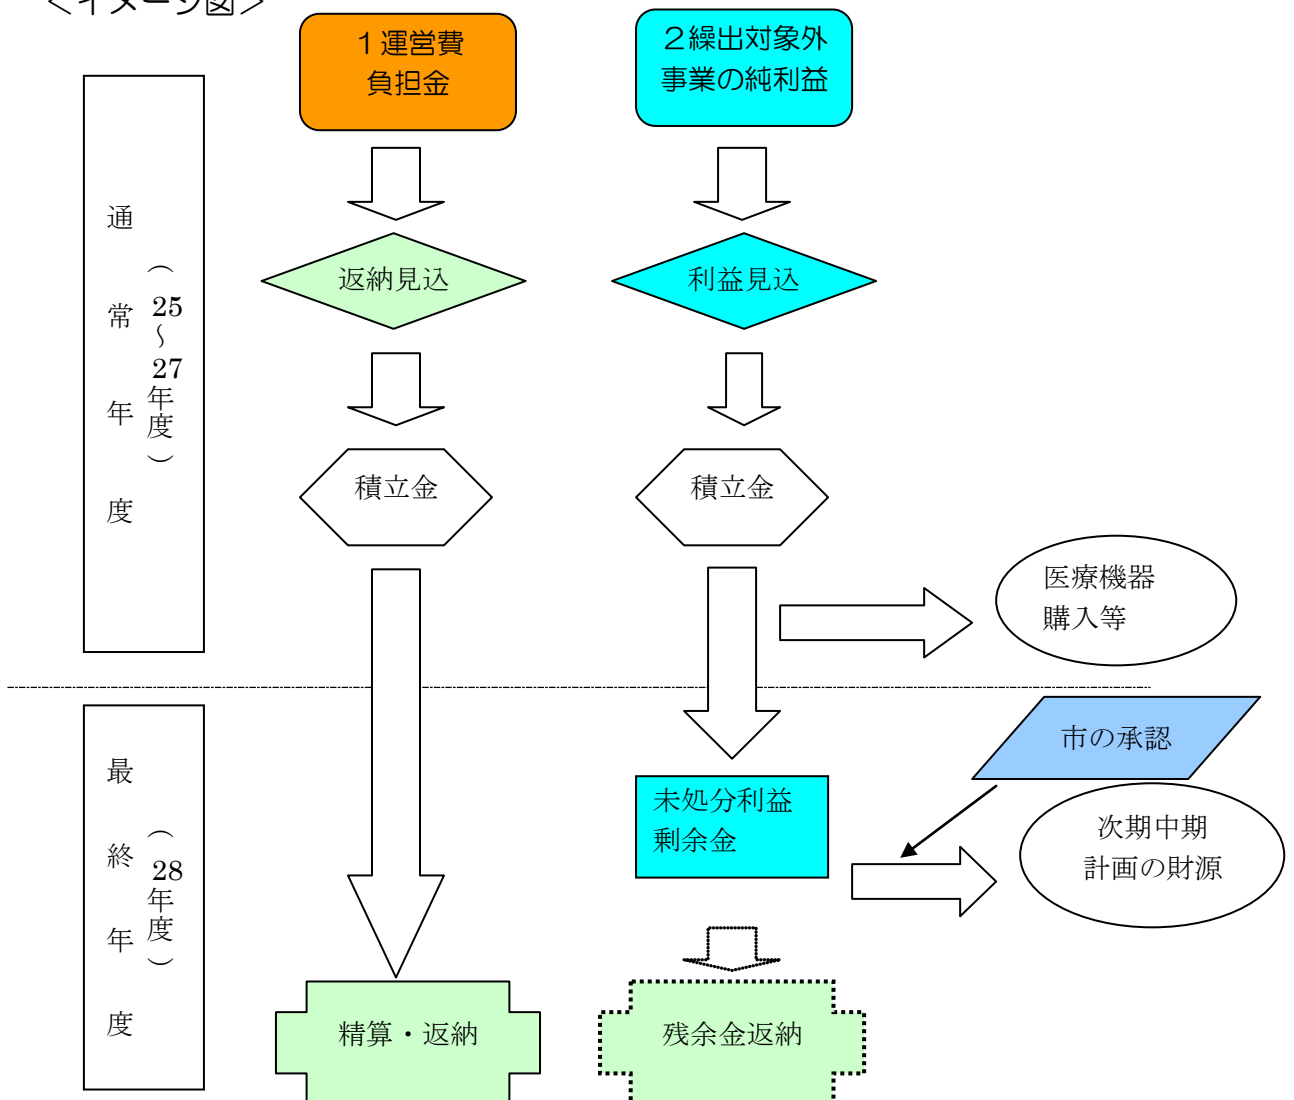 ＜イメージ図＞
１運営費
負担金
２繰出対象外
事業の純利益
通常年度
（25～27年度）
返納見込
利益見込
積立金
積立金
医療機器
購入等
市の承認
最終年度
（28年度）
未処分利益
剰余金
次期中期
計画の財源
精算・返納
残余金返納